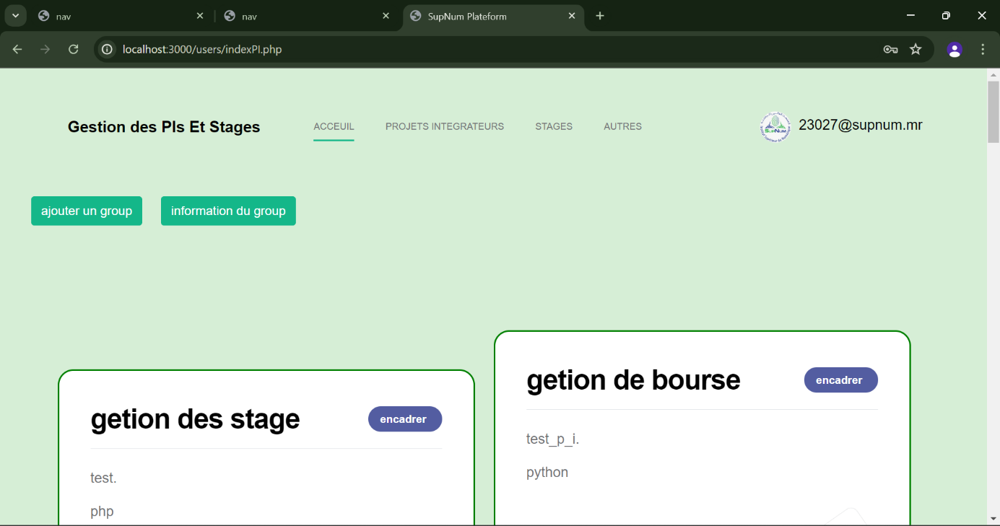 nav
nav
SupNum Plateform
localhost:3000/users/indexPI.php
Gestion des PIs Et Stages
ACCEUIL
PROJETS INTEGRATEURS
STAGES
AUTRES
SUPNUM
23027@supnum.mr
ajouter un group
information du group
getion des stage
encadrer
test.
php
getion de bourse
encadrer
test_p_i.
python